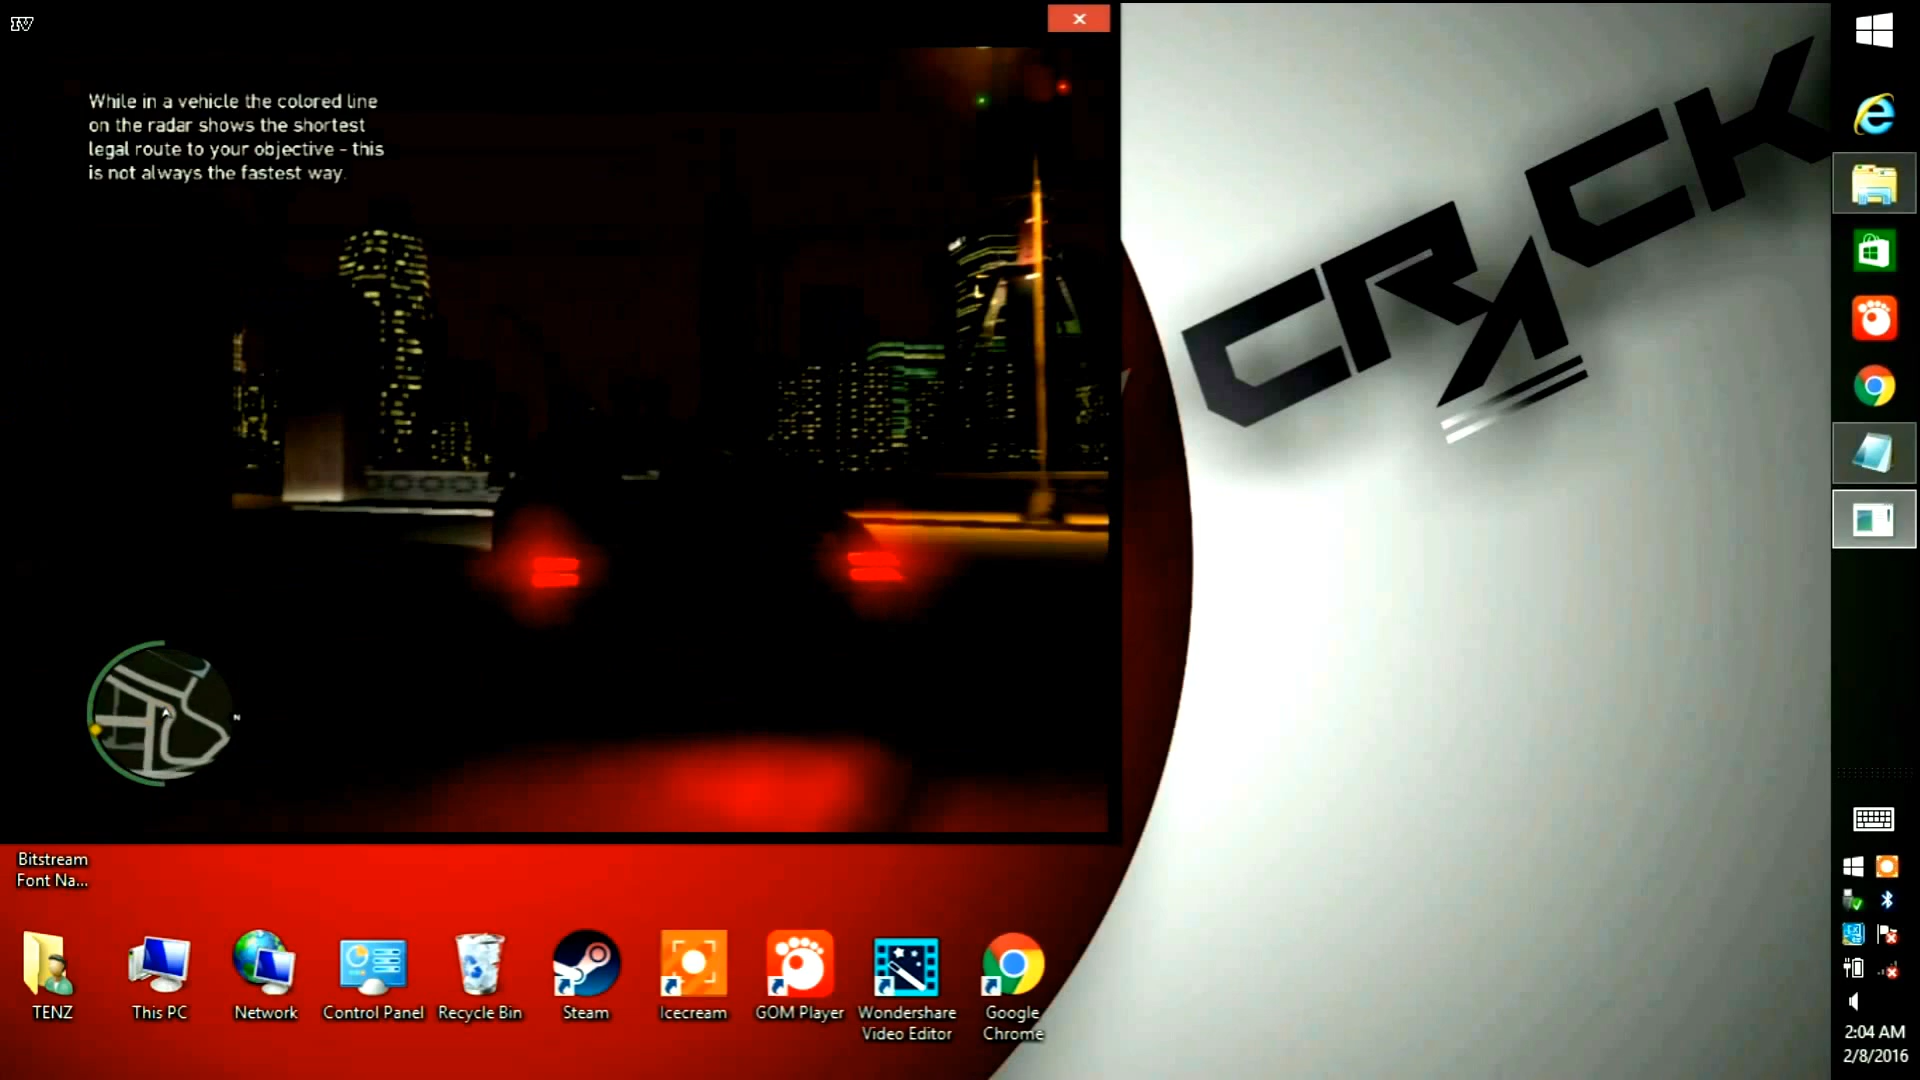 IV
While in a vehicle the colored line
on the radar shows the shortest
legal route to your objective - this
is not always the fastest way.
N
CRACK
Bitstream
Font Na...
TENZ
This PC
Network
Control Panel
Recycle Bin
Steam
Icecream
GOM Player
Wondershare
Video Editor
Google
Chrome
2:04 AM
2/8/2016